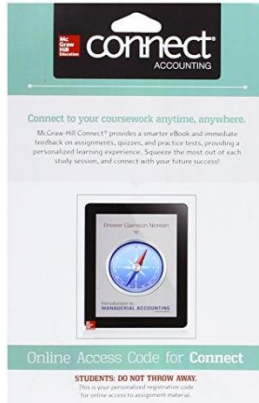 Mc
Graw
Hill
Education
connect®
ACCOUNTING
Connect to your coursework anytime, anywhere.
McGraw-Hill Connect® provides a smarter eBook and immediate
feedback on assignments, quizzes, and practice tests, providing a
personalized learning experience. Squeeze the most out of each
study session, and connect with your future success!
Brewer Garrison Noreen
Introduction to
MANAGERIAL ACCOUNTING
Online Access Code for Connect
STUDENTS: DO NOT THROW AWAY.
This is your personalized registration code
for online access to assignment material,